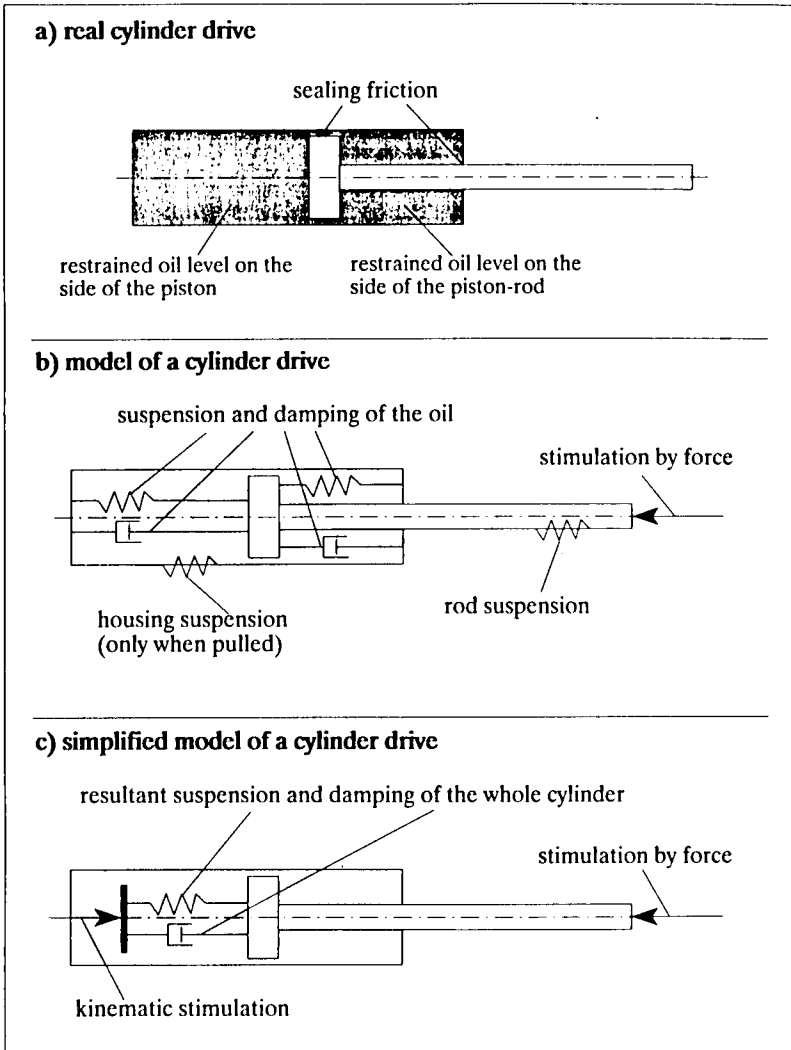 a) real cylinder drive
sealing friction
restrained oil level on the
side of the piston
restrained oil level on the
side of the piston-rod
b) model of a cylinder drive
suspension and damping of the oil
stimulation by force
housing suspension
(only when pulled)
rod suspension
c) simplified model of a cylinder drive
resultant suspension and damping of the whole cylinder
stimulation by force
kinematic stimulation